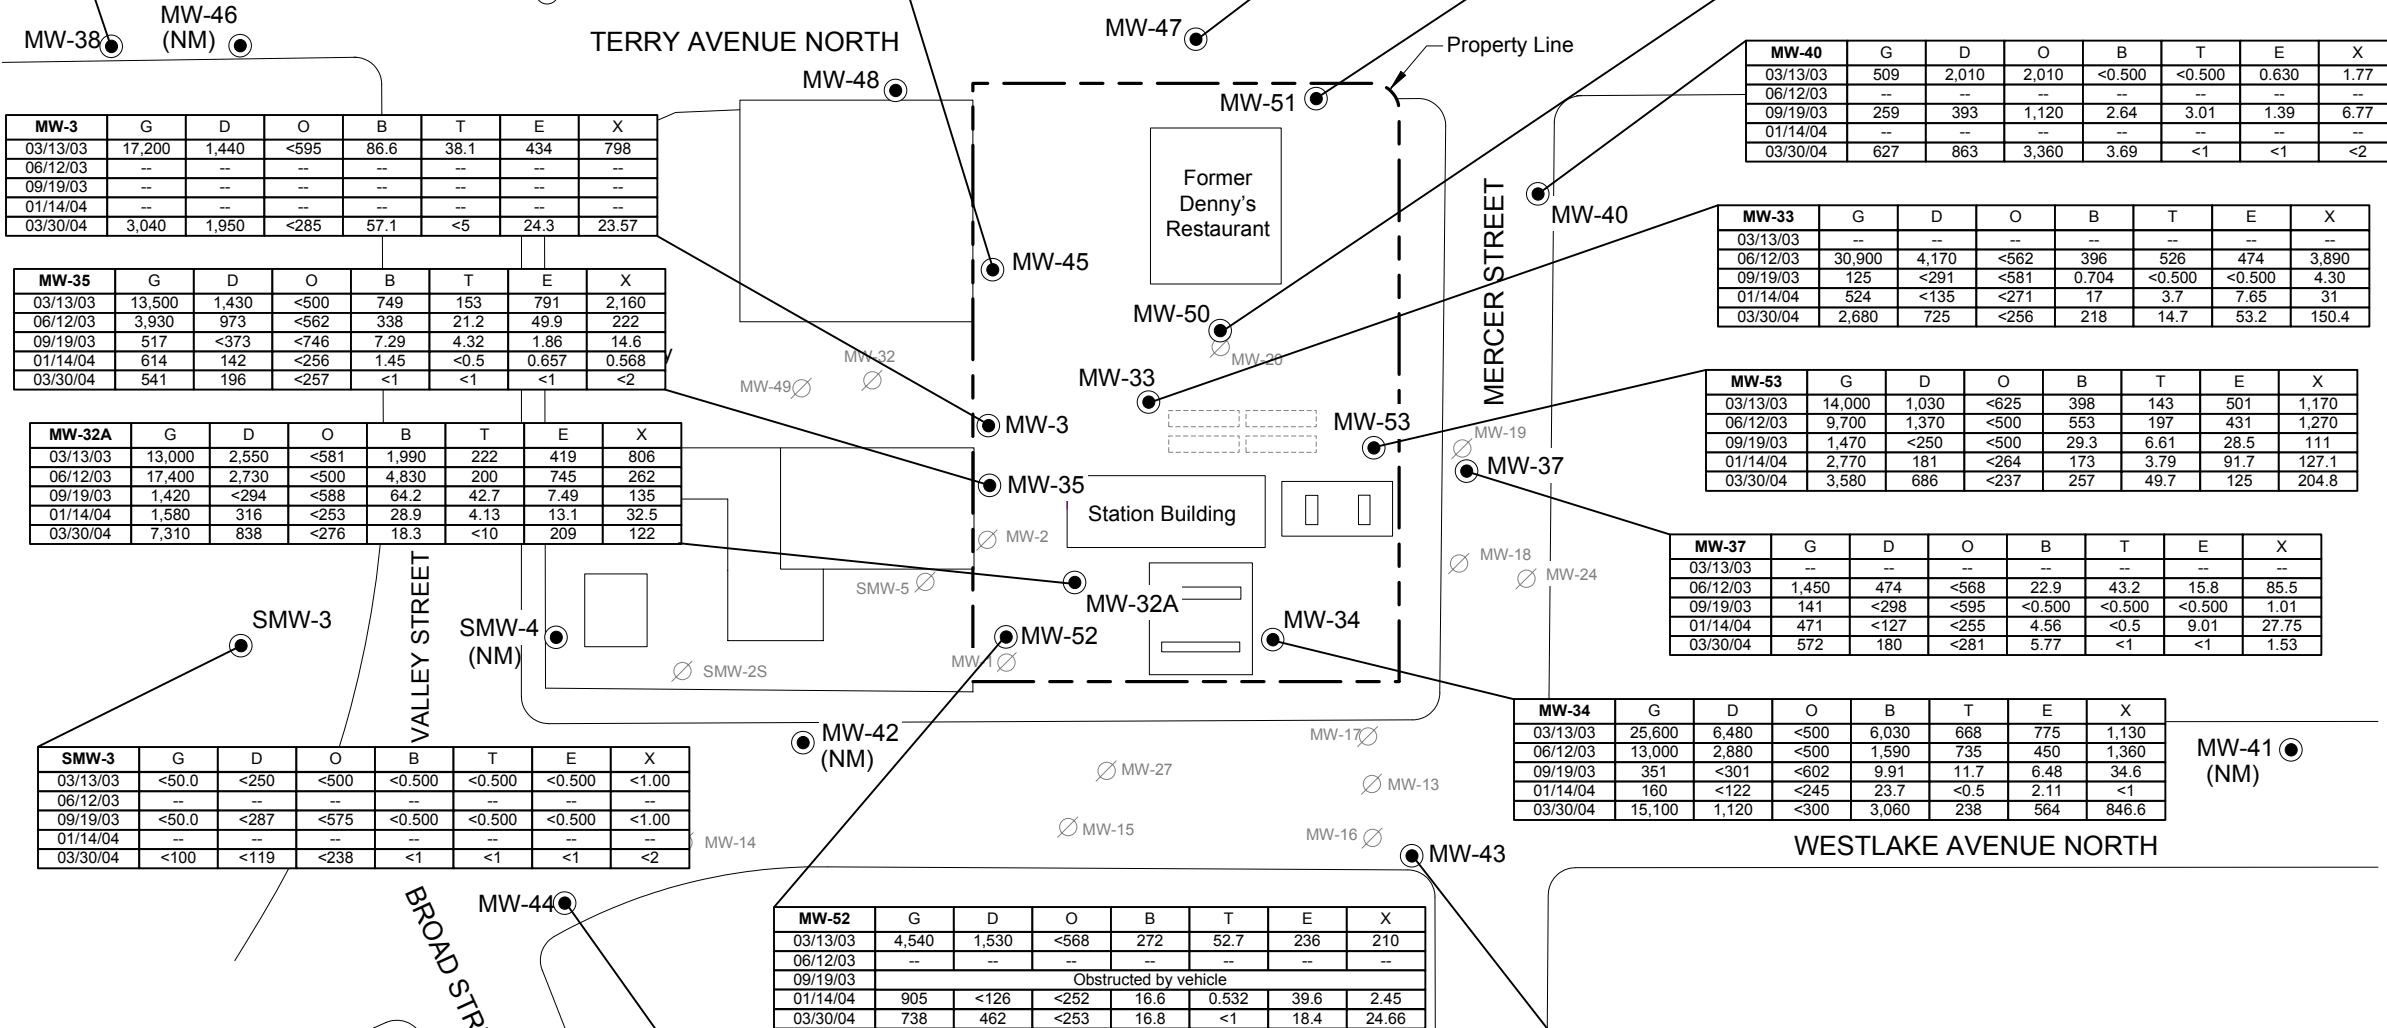 MW-46
(NM)
MW-38
TERRY AVENUE NORTH
MW-47
Property Line
MW-48
MW-51
MW-40 G D O B T E X
03/13/03 509 2,010 2,010 <0.500 <0.500 0.630 1.77
06/12/03 -- -- -- -- -- -- --
09/19/03 259 393 1,120 2.64 3.01 1.39 6.77
01/14/04 -- -- -- -- -- -- --
03/30/04 627 863 3,360 3.69 <1 <1 <2
MW-3 G D O B T E X
03/13/03 17,200 1,440 <595 86.6 38.1 434 798
06/12/03 -- -- -- -- -- -- --
09/19/03 -- -- -- -- -- -- --
01/14/04 -- -- -- -- -- -- --
03/30/04 3,040 1,950 <285 57.1 <5 24.3 23.57
Former
Denny's
Restaurant
MERCER STREET
MW-40
MW-33 G D O B T E X
03/13/03 -- -- -- -- -- -- --
06/12/03 30,900 4,170 <562 396 526 474 3,890
09/19/03 125 <291 <581 0.704 <0.500 <0.500 4.30
01/14/04 524 <135 <271 17 3.7 7.65 31
03/30/04 2,680 725 <256 218 14.7 53.2 150.4
MW-45
MW-35 G D O B T E X
03/13/03 13,500 1,430 <500 749 153 791 2,160
06/12/03 3,930 973 <562 338 21.2 49.9 222
09/19/03 517 <373 <746 7.29 4.32 1.86 14.6
01/14/04 614 142 <256 1.45 <0.5 0.657 0.568
03/30/04 541 196 <257 <1 <1 <1 <2
MW-50
MW-20
MW-32
MW-49
MW-33
MW-3
MW-53
MW-53 G D O B T E X
03/13/03 14,000 1,030 <625 398 143 501 1,170
06/12/03 9,700 1,370 <500 553 197 431 1,270
09/19/03 1,470 <250 <500 29.3 6.61 28.5 111
01/14/04 2,770 181 <264 173 3.79 91.7 127.1
03/30/04 3,580 686 <237 257 49.7 125 204.8
MW-32A G D O B T E X
03/13/03 13,000 2,550 <581 1,990 222 419 806
06/12/03 17,400 2,730 <500 4,830 200 745 262
09/19/03 1,420 <294 <588 64.2 42.7 7.49 135
01/14/04 1,580 316 <253 28.9 4.13 13.1 32.5
03/30/04 7,310 838 <276 18.3 <10 209 122
MW-19
MW-37
MW-35
Station Building
MW-2
MW-18
MW-24
SMW-5
MW-32A
MW-37 G D O B T E X
03/13/03 -- -- -- -- -- -- --
06/12/03 1,450 474 <568 22.9 43.2 15.8 85.5
09/19/03 141 <298 <595 <0.500 <0.500 <0.500 1.01
01/14/04 471 <127 <255 4.56 <0.5 9.01 27.75
03/30/04 572 180 <281 5.77 <1 <1 1.53
VALLEY STREET
SMW-3
SMW-4
(NM)
MW-52
MW-34
MW-1
SMW-2S
MW-34 G D O B T E X
03/13/03 25,600 6,480 <500 6,030 668 775 1,130
06/12/03 13,000 2,880 <500 1,590 735 450 1,360
09/19/03 351 <301 <602 9.91 11.7 6.48 34.6
01/14/04 160 <122 <245 23.7 <0.5 2.11 <1
03/30/04 15,100 1,120 <300 3,060 238 564 846.6
MW-42
(NM)
MW-17
MW-41
(NM)
SMW-3 G D O B T E X
03/13/03 <50.0 <250 <500 <0.500 <0.500 <0.500 <1.00
06/12/03 -- -- -- -- -- -- --
09/19/03 <50.0 <287 <575 <0.500 <0.500 <0.500 <1.00
01/14/04 -- -- -- -- -- -- --
03/30/04 <100 <119 <238 <1 <1 <1 <2
MW-27
MW-13
MW-14
MW-15
MW-16
MW-43
WESTLAKE AVENUE NORTH
BROAD STR
MW-44
MW-52 G D O B T E X
03/13/03 4,540 1,530 <568 272 52.7 236 210
06/12/03 -- -- -- -- -- -- --
09/19/03 Obstructed by vehicle
01/14/04 905 <126 <252 16.6 0.532 39.6 2.45
03/30/04 738 462 <253 16.8 <1 18.4 24.66